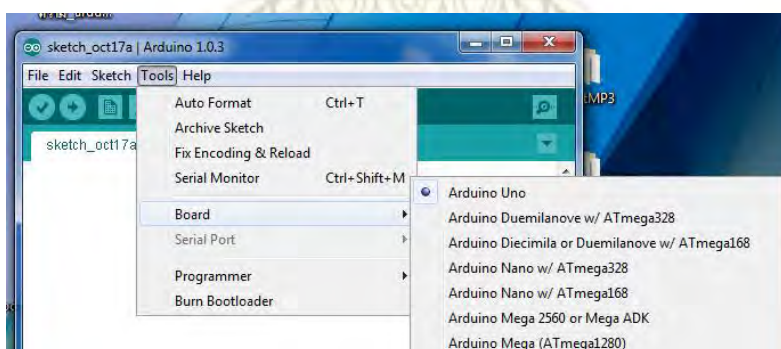 sketch_oct17a | Arduino 1.0.3
File Edit Sketch Tools Help
tMP3
sketch_oct17a
Auto Format Ctrl+T
Archive Sketch
Fix Encoding & Reload
Serial Monitor Ctrl+Shift+M
Board
Serial Port
Programmer
Burn Bootloader
Arduino Uno
Arduino Duemilanove w/ ATmega328
Arduino Diecimila or Duemilanove w/ ATmega168
Arduino Nano w/ ATmega328
Arduino Nano w/ ATmega168
Arduino Mega 2560 or Mega ADK
Arduino Mega (ATmega1280)